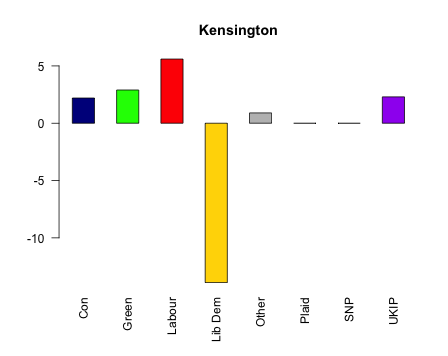 Kensington
5
0
-5
-10
Con
Green
Labour
Lib Dem
Other
Plaid
SNP
UKIP